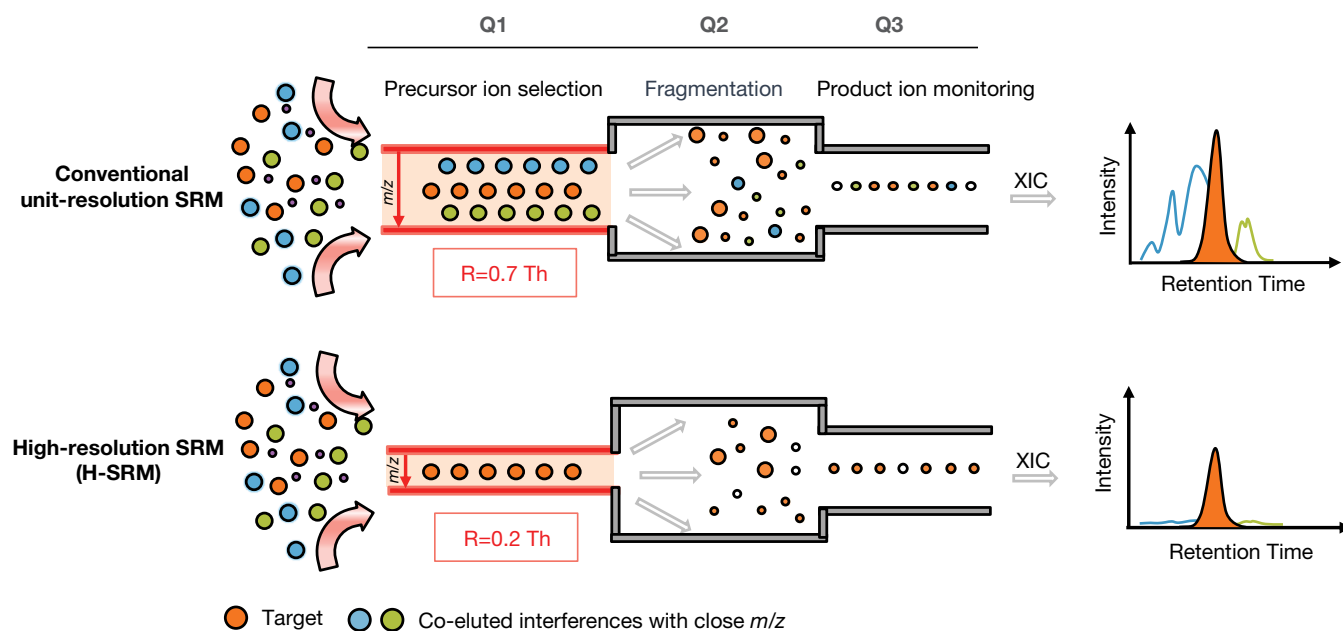 Q1
Q2
Q3
Precursor ion selection
Fragmentation
Product ion monitoring
Conventional
unit-resolution SRM
m/z
R=0.7 Th
XIC
Intensity
Retention Time
High-resolution SRM
(H-SRM)
m/z
R=0.2 Th
XIC
Intensity
Retention Time
Target
Co-eluted interferences with close m/z